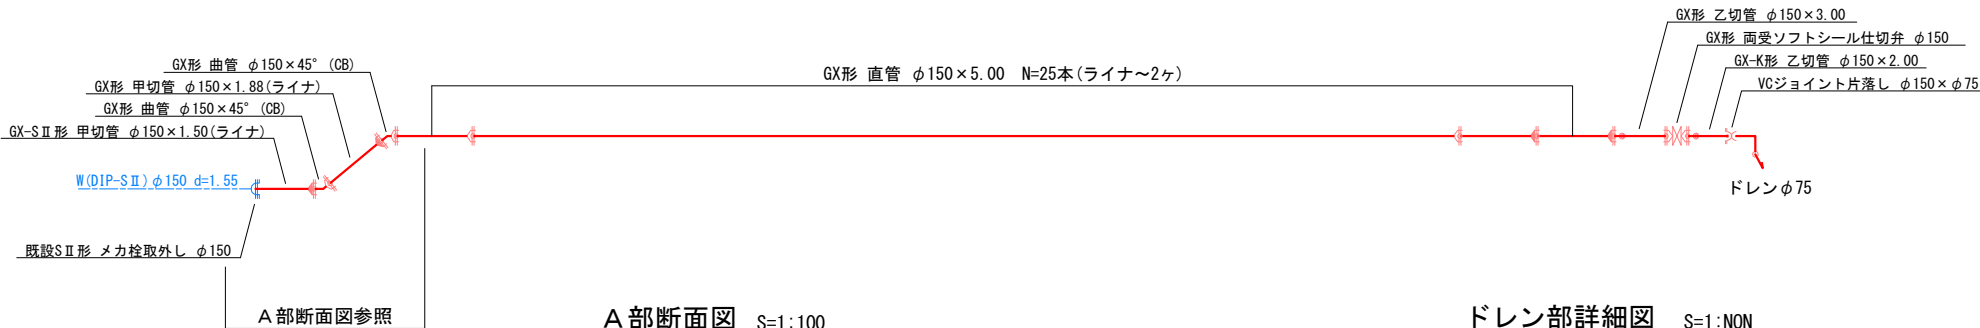 GX形 乙切管 φ150×3.00
GX形 両受ソフトシール仕切弁 φ150
GX形 曲管 φ150×45° (CB)
GX-K形 乙切管 φ150×2.00
GX形 直管 φ150×5.00 N=25本(ライナ～2ヶ)
GX形 甲切管 φ150×1.88(ライナ)
VCジョイント片落し φ150×φ75
GX形 曲管 φ150×45° (CB)
GX-SⅡ形 甲切管 φ150×1.50(ライナ)
W(DIP-SⅡ)φ150 d=1.55
ドレンφ75
既設SⅡ形 メカ栓取外し φ150
A部断面図参照
A部断面図 S=1:100
ドレン部詳細図 S=1:NON